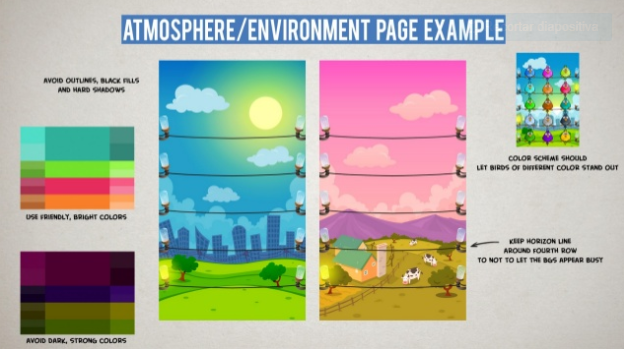 ATMOSPHERE/ENVIRONMENT PAGE EXAMPLE
AVOID OUTLINES, BLACK FILLS
AND HARD SHADOWS
USE FRIENDLY, BRIGHT COLORS
AVOID DARK, STRONG COLORS
COLOR SCHEME SHOULD
LET BIRDS OF DIFFERENT COLOR STAND OUT
KEEP HORIZON LINE
AROUND FOURTH ROW
TO NOT TO LET THE BGS APPEAR BUSY